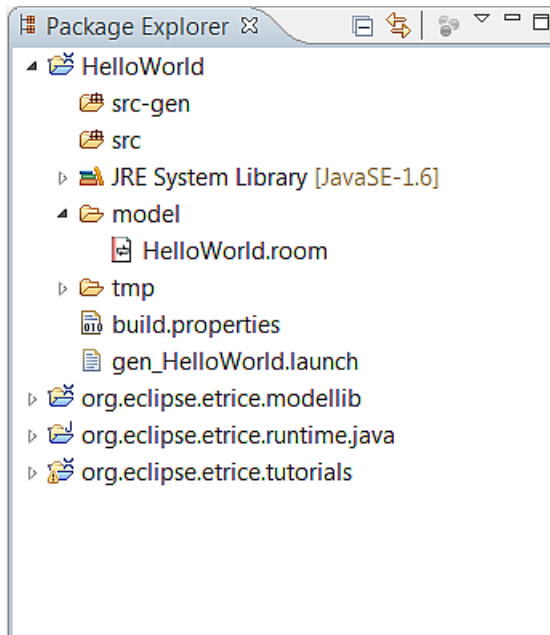 Package Explorer
HelloWorld
src-gen
src
JRE System Library [JavaSE-1.6]
model
HelloWorld.room
tmp
build.properties
gen_HelloWorld.launch
org.eclipse.etrice.modellib
org.eclipse.etrice.runtime.java
org.eclipse.etrice.tutorials